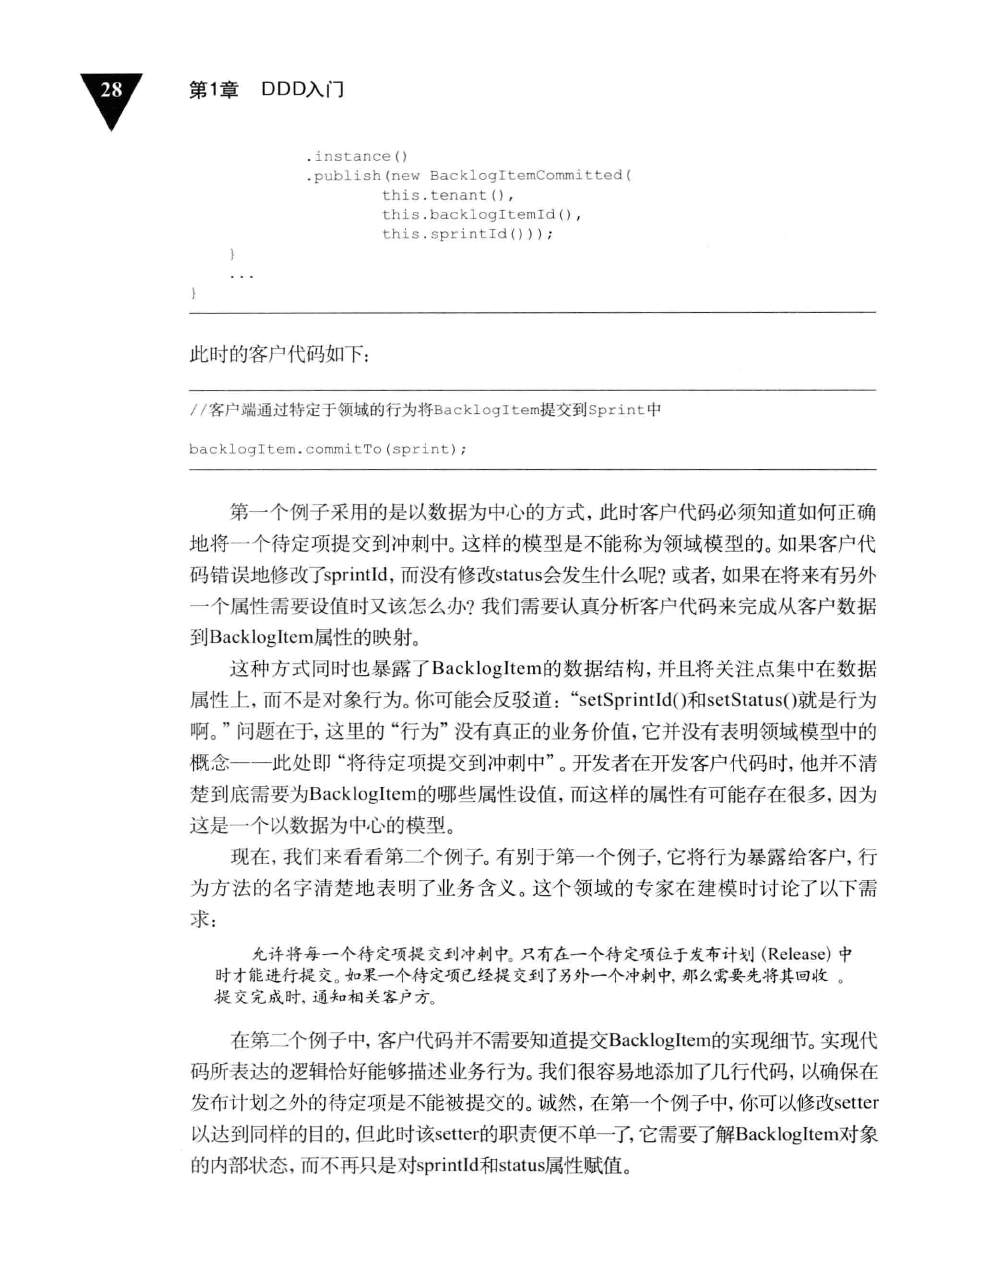 28
第1章 DDD入门
.instance()
.publish(new BacklogItemCommitted(
this.tenant(),
this.backlogItemId(),
this.sprintId()));
}
...
}
此时的客户代码如下：
//客户端通过特定于领域的行为将BacklogItem提交到Sprint中
backlogItem.commitTo(sprint);
第一个例子采用的是以数据为中心的方式，此时客户代码必须知道如何正确
地将一个待定项提交到冲刺中。这样的模型是不能称为领域模型的。如果客户代
码错误地修改了sprintId，而没有修改status会发生什么呢？或者，如果在将来有另外
一个属性需要设值时又该怎么办？我们需要认真分析客户代码来完成从客户数据
到BacklogItem属性的映射。
这种方式同时也暴露了BacklogItem的数据结构，并且将关注点集中在数据
属性上，而不是对象行为。你可能会反驳道：“setSprintId()和setStatus()就是行为
啊。”问题在于，这里的“行为”没有真正的业务价值，它并没有表明领域模型中的
概念——此处即“将待定项提交到冲刺中”。开发者在开发客户代码时，他并不清
楚到底需要为BacklogItem的哪些属性设值，而这样的属性有可能存在很多，因为
这是一个以数据为中心的模型。
现在，我们来看看第二个例子。有别于第一个例子，它将行为暴露给客户，行
为方法的名字清楚地表明了业务含义。这个领域的专家在建模时讨论了以下需
求：
允许将每一个待定项提交到冲刺中。只有在一个待定项位于发布计划（Release）中
时才能进行提交。如果一个待定项已经提交到了另外一个冲刺中，那么需要先将其回收。
提交完成时，通知相关客户方。
在第二个例子中，客户代码并不需要知道提交BacklogItem的实现细节。实现代
码所表达的逻辑恰好能够描述业务行为。我们很容易地添加了几行代码，以确保在
发布计划之外的待定项是不能被提交的。诚然，在第一个例子中，你可以修改setter
以达到同样的目的，但此时该setter的职责便不单一了，它需要了解BacklogItem对象
的内部状态，而不再只是对sprintId和status属性赋值。